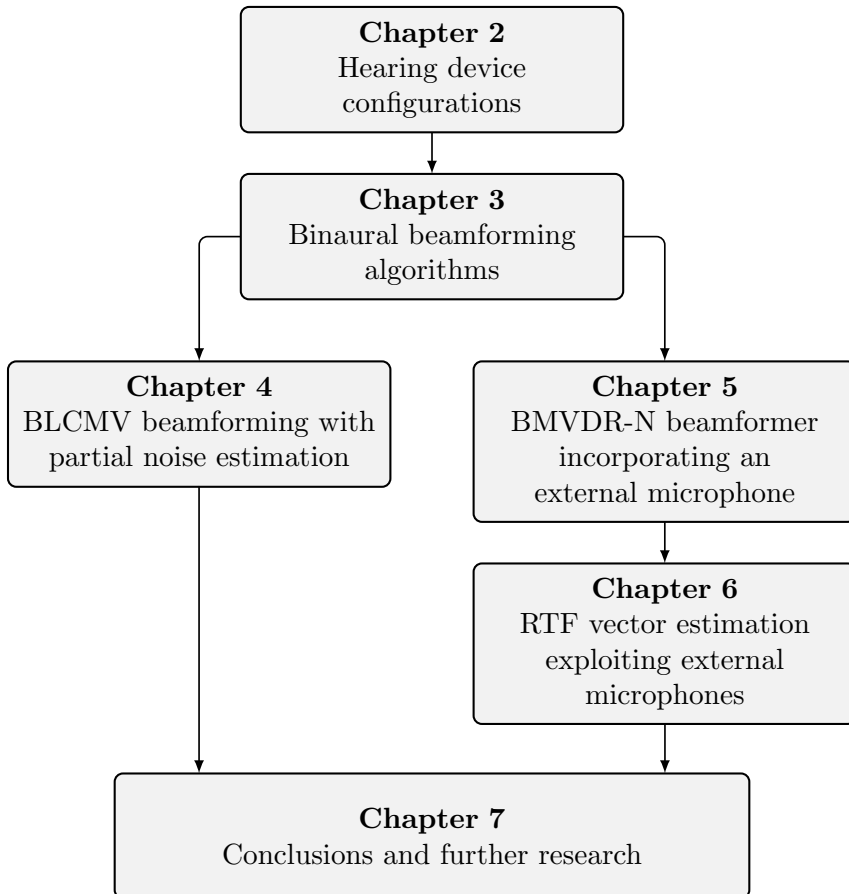 Chapter 2
Hearing device
configurations
Chapter 3
Binaural beamforming
algorithms
Chapter 4
BLCMV beamforming with
partial noise estimation
Chapter 5
BMVDR-N beamformer
incorporating an
external microphone
Chapter 6
RTF vector estimation
exploiting external
microphones
Chapter 7
Conclusions and further research